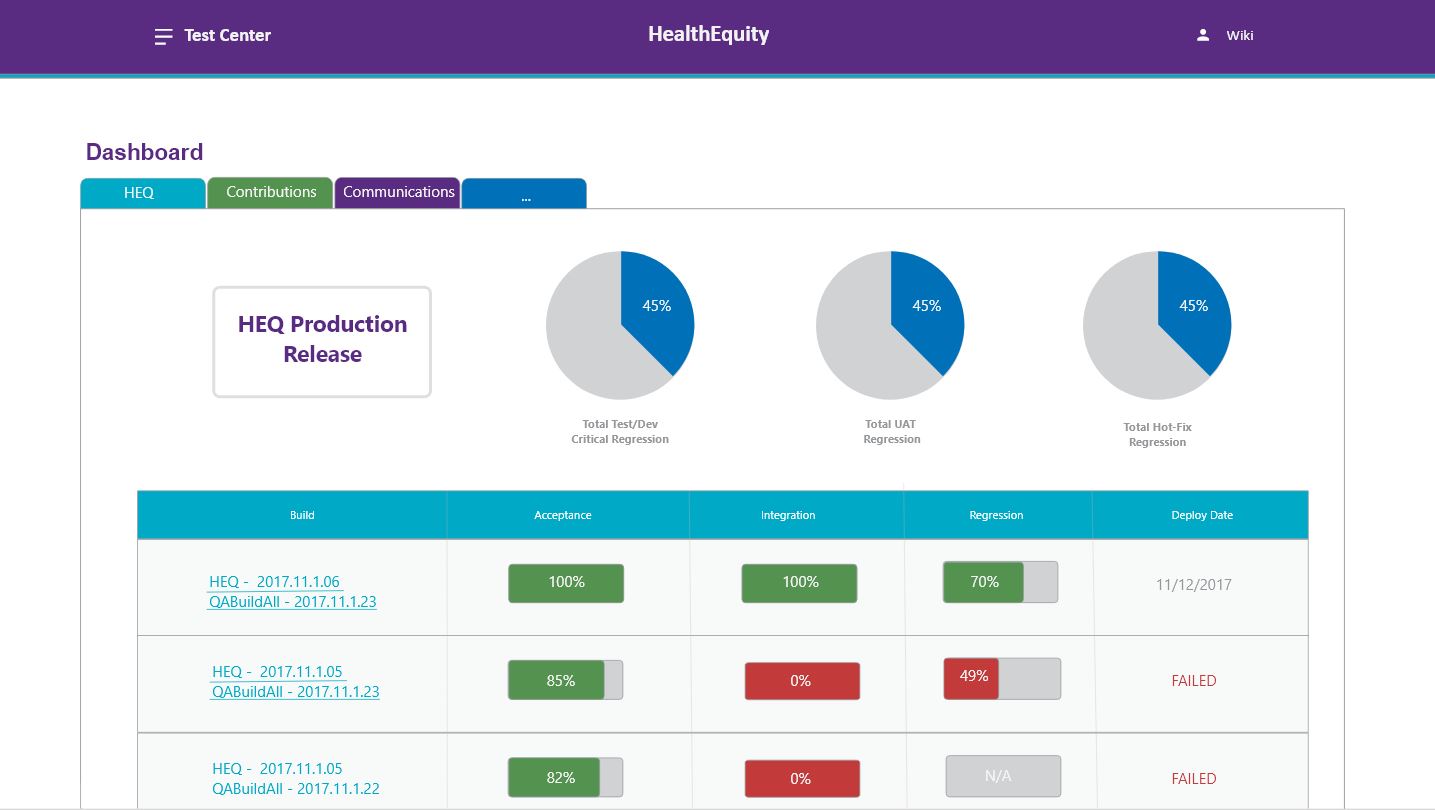 Test Center
HealthEquity
Wiki
Dashboard
HEQ
Contributions
Communications
...
HEQ Production
Release
45%
45%
45%
Total Test/Dev
Critical Regression
Total UAT
Regression
Total Hot-Fix
Regression
Build
Acceptance
Integration
Regression
Deploy Date
HEQ - 2017.11.1.06
QABuildAll - 2017.11.1.23
100%
100%
70%
11/12/2017
HEQ - 2017.11.1.05
QABuildAll - 2017.11.1.23
85%
0%
49%
FAILED
HEQ - 2017.11.1.05
QABuildAll - 2017.11.1.22
82%
0%
N/A
FAILED